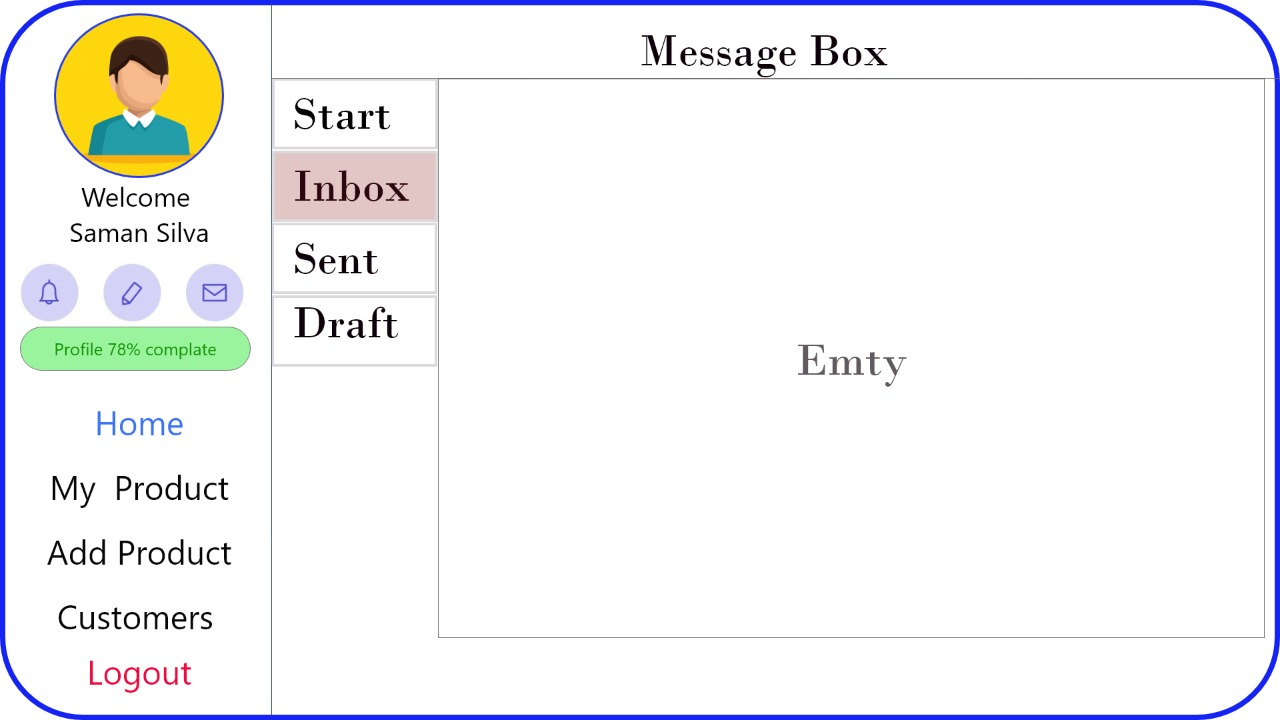 Welcome
Saman Silva
Profile 78% complate
Home
My  Product
Add Product
Customers
Logout
Message Box
Start
Inbox
Sent
Draft
Emty